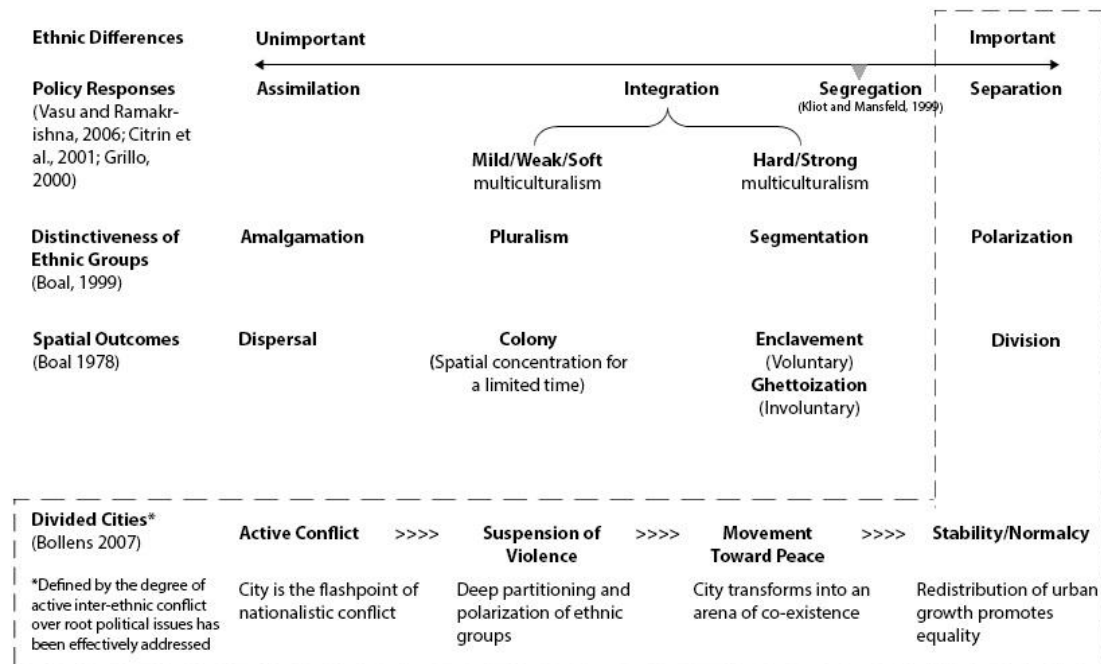 Ethnic Differences
Unimportant
Important
Policy Responses
(Vasu and Ramakr-
ishna, 2006; Citrin
et al., 2001; Grillo,
2000)
Assimilation
Integration
Segregation
(Kliot and Mansfeld, 1999)
Separation
Mild/Weak/Soft
multiculturalism
Hard/Strong
multiculturalism
Distinctiveness of
Ethnic Groups
(Boal, 1999)
Amalgamation
Pluralism
Segmentation
Polarization
Spatial Outcomes
(Boal 1978)
Dispersal
Colony
(Spatial concentration for
a limited time)
Enclavement
(Voluntary)
Ghettoization
(Involuntary)
Division
Divided Cities*
(Bollens 2007)
*Defined by the degree of
active inter-ethnic conflict
over root political issues has
been effectively addressed
Active Conflict
>>>>
Suspension of
Violence
>>>>
Movement
Toward Peace
>>>>
Stability/Normalcy
City is the flashpoint of
nationalistic conflict
Deep partitioning and
polarization of ethnic
groups
City transforms into an
arena of co-existence
Redistribution of urban
growth promotes
equality